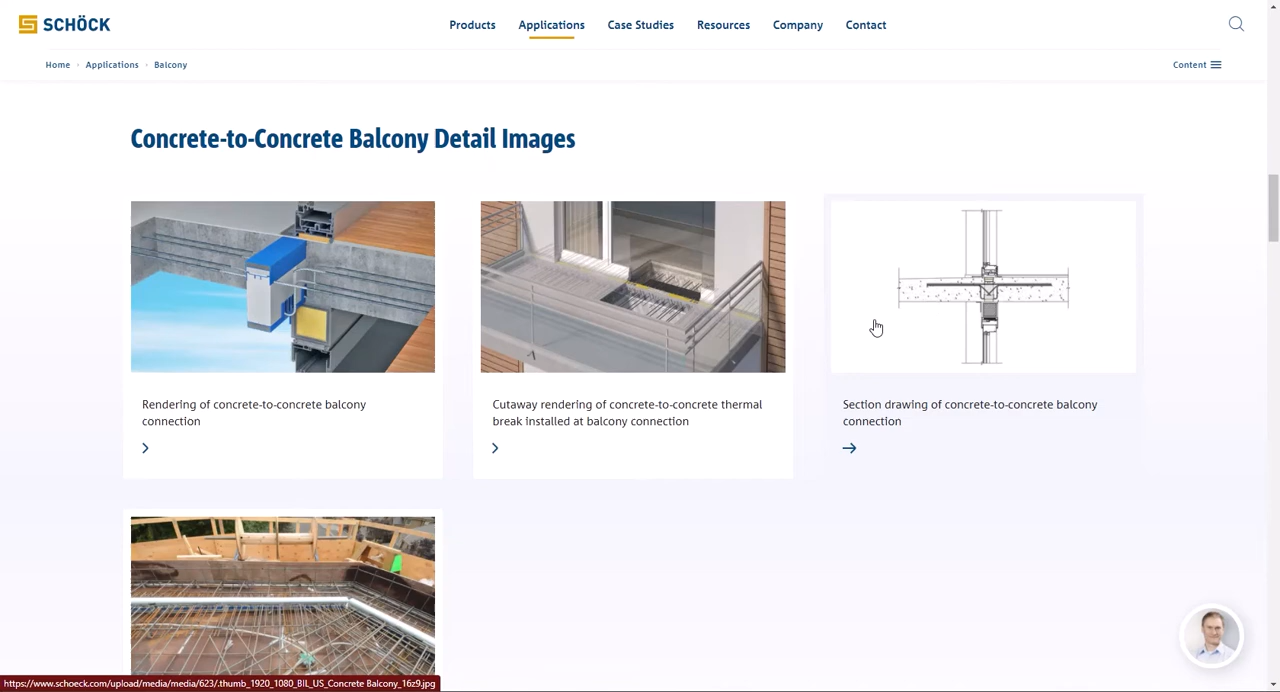 SCHÖCK
Products Applications Case Studies Resources Company Contact
Home Applications Balcony
Content
Concrete-to-Concrete Balcony Detail Images
Rendering of concrete-to-concrete balcony
connection
Cutaway rendering of concrete-to-concrete thermal
break installed at balcony connection
Section drawing of concrete-to-concrete balcony
connection
https://www.schoeck.com/upload/media/media/623/.thumb_1920_1080_BIL_US_Concrete Balcony_16z9.jpg